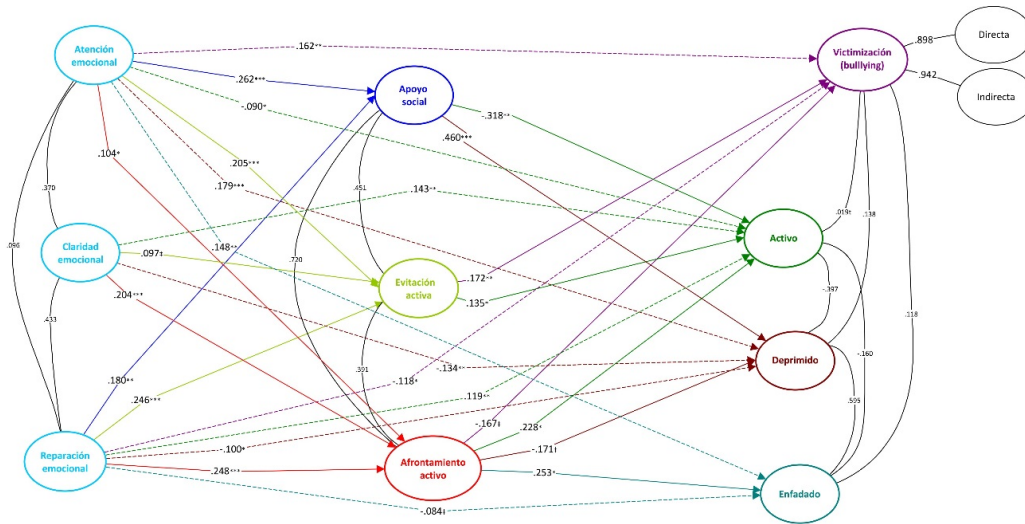 Atención
emocional
Claridad
emocional
Reparación
emocional
Apoyo
social
Evitación
activa
Afrontamiento
activo
Victimización
(bulllying)
Activo
Deprimido
Enfadado
Directa
Indirecta
.162**
.262***
-.090*
.104*
.205***
.179***
.148**
.143**
.097‡
.204***
.180**
.246***
-.118*
.119**
-.134*
-.100*
.248***
-.084‡
-.318**
.460***
.172**
.135*
-.167‡
.228*
-.171‡
.253*
.898
.942
.370
.096
.433
.451
.720
.391
.019‡
.138
.118
-.397
-.160
.595